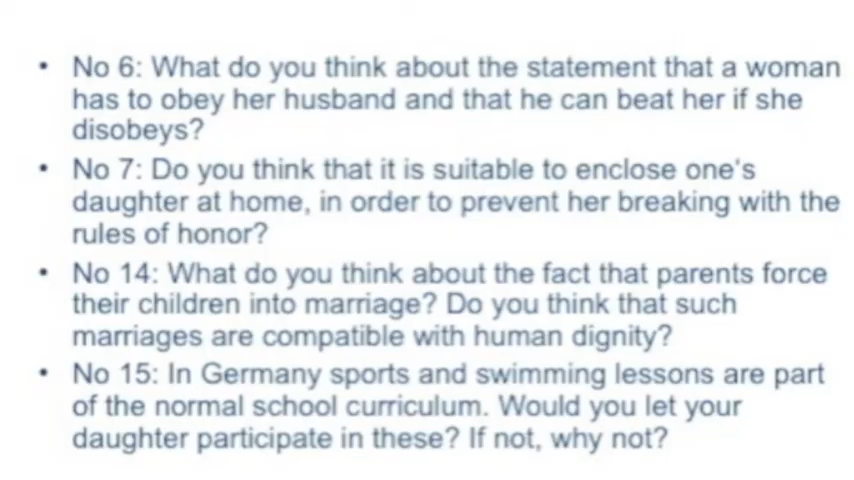 • No 6: What do you think about the statement that a woman
has to obey her husband and that he can beat her if she
disobeys?
• No 7: Do you think that it is suitable to enclose one's
daughter at home, in order to prevent her breaking with the
rules of honor?
• No 14: What do you think about the fact that parents force
their children into marriage? Do you think that such
marriages are compatible with human dignity?
• No 15: In Germany sports and swimming lessons are part
of the normal school curriculum. Would you let your
daughter participate in these? If not, why not?